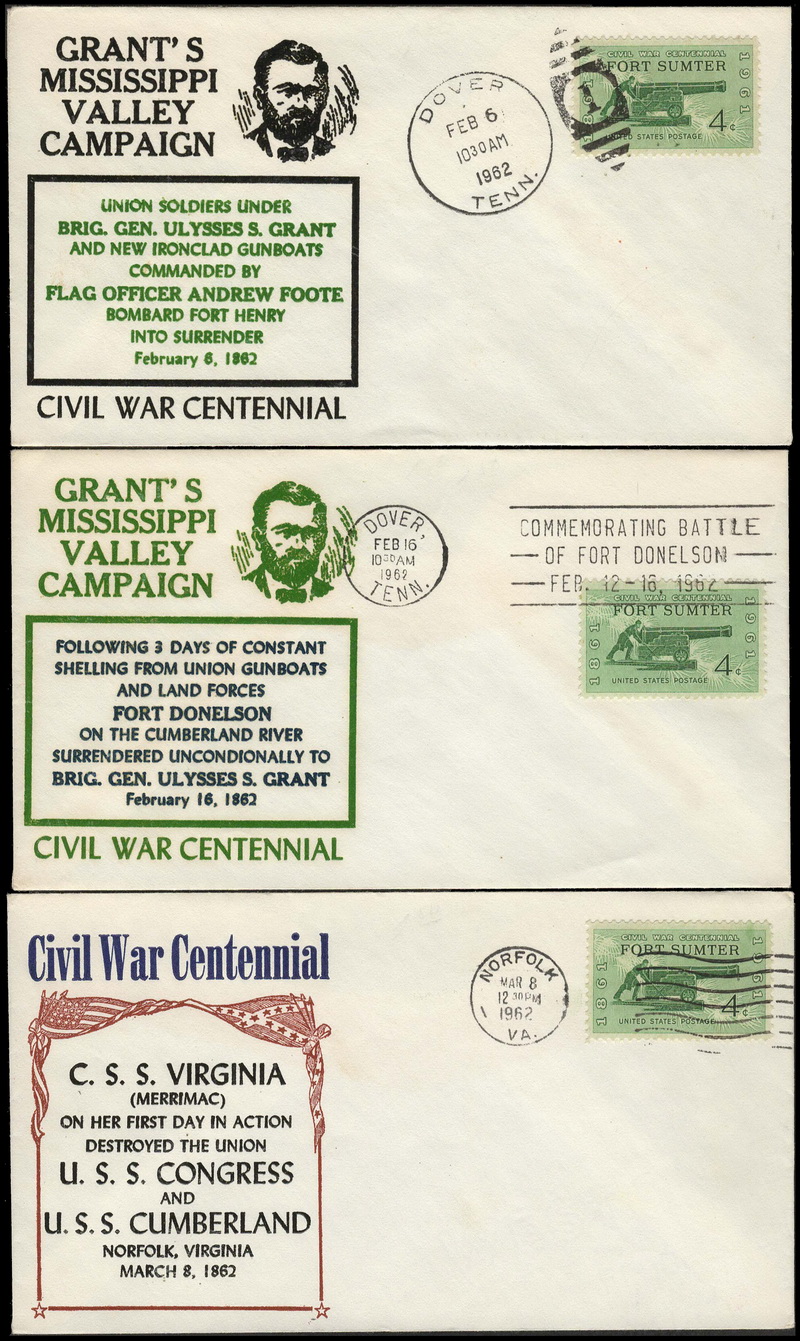 GRANT' S
MISSISSIPPI
VALLEY
CAMPAIGN
UNION SOLDIERS UNDER
BRIG. GEN. ULYSSES S. GRANT
AND NEW IRONCLAD GUNBOATS
COMMANDED BY
FLAG OFFICER ANDREW FOOTE
BOMBARD FORT HENRY
INTO SURRENDER
February 6, 1862
CIVIL WAR CENTENNIAL
DOVER
FEB 6
1030 AM
1962
TENN.
1
CIVIL WAR CENTENNIAL
FORT SUMTER
1861
1961
4¢
UNITED STATES POSTAGE
GRANT' S
MISSISSIPPI
VALLEY
CAMPAIGN
FOLLOWING 3 DAYS OF CONSTANT
SHELLING FROM UNION GUNBOATS
AND LAND FORCES
FORT DONELSON
ON THE CUMBERLAND RIVER
SURRENDERED UNCONDIONALLY TO
BRIG. GEN. ULYSSES S. GRANT
February 16, 1862
CIVIL WAR CENTENNIAL
DOVER,
FEB 16
1030 AM
1962
TENN.
COMMEMORATING BATTLE
OF FORT DONELSON
FEB. 12-16, 1962
CIVIL WAR CENTENNIAL
FORT SUMTER
1861
1961
4¢
UNITED STATES POSTAGE
Civil War Centennial
C. S. S. VIRGINIA
(MERRIMAC)
ON HER FIRST DAY IN ACTION
DESTROYED THE UNION
U. S. S. CONGRESS
AND
U. S. S. CUMBERLAND
NORFOLK, VIRGINIA
MARCH 8, 1862
NORFOLK
MAR 8
12 30 PM
1962
VA.
CIVIL WAR CENTENNIAL
FORT SUMTER
1861
1961
4¢
UNITED STATES POSTAGE